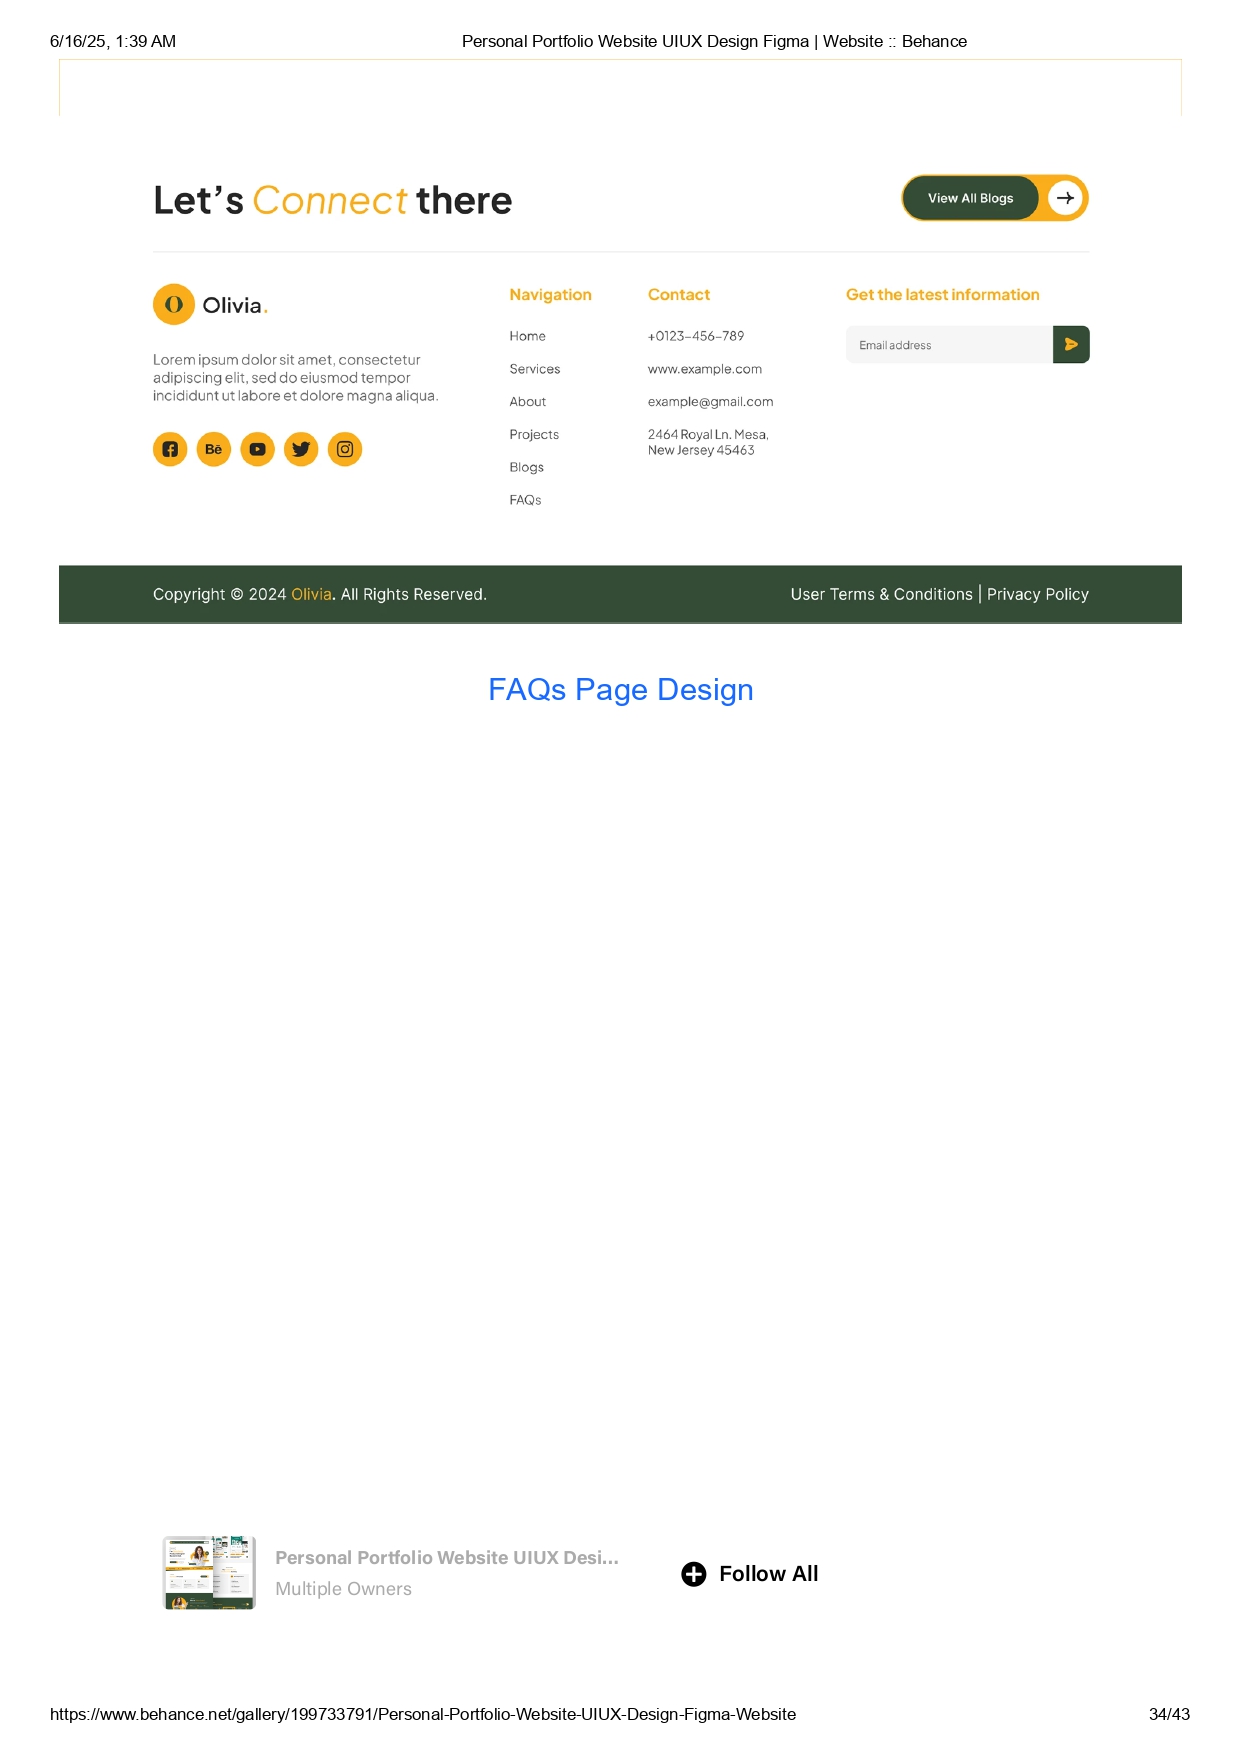 6/16/25, 1:39 AM
Personal Portfolio Website UIUX Design Figma | Website :: Behance
Let's Connect there
View All Blogs
O Olivia.
Lorem ipsum dolor sit amet, consectetur
adipiscing elit, sed do eiusmod tempor
incididunt ut labore et dolore magna aliqua.
Bē
Navigation
Home
Services
About
Projects
Blogs
FAQs
Contact
+0123-456-789
www.example.com
example@gmail.com
2464 Royal Ln. Mesa,
New Jersey 45463
Get the latest information
Email address
Copyright © 2024 Olivia. All Rights Reserved.
User Terms & Conditions | Privacy Policy
FAQs Page Design
Personal Portfolio Website UIUX Desi...
Multiple Owners
Follow All
https://www.behance.net/gallery/199733791/Personal-Portfolio-Website-UIUX-Design-Figma-Website
34/43